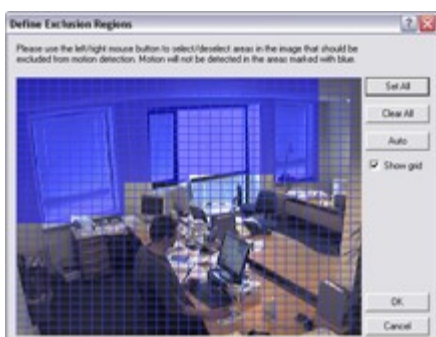 Define Exclusion Regions
Please use the left/right mouse button to select/deselect areas in the image that should be
excluded from motion detection. Motion will not be detected in the areas marked with blue.
Set All
Clear All
Auto
Show grid
OK
Cancel